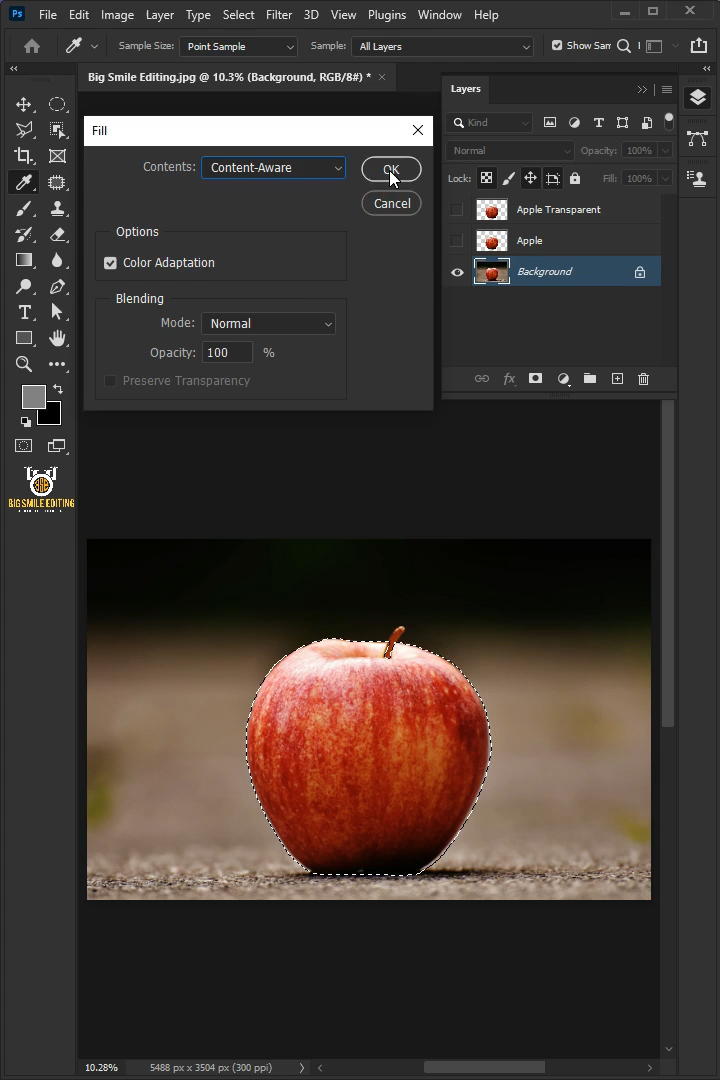 Ps File Edit Image Layer Type Select Filter 3D View Plugins Window Help
Sample Size: Point Sample Sample: All Layers Show Sam
Big Smile Editing.jpg @ 10.3% (Background, RGB/8#) *
Layers
Kind
Normal Opacity: 100%
Lock: Fill: 100%
Apple Transparent
Apple
Background
fx
Fill
Contents: Content-Aware
OK
Cancel
Options
Color Adaptation
Blending
Mode: Normal
Opacity: 100 %
Preserve Transparency
BIG SMILE EDITING
10.28% 5488 px x 3504 px (300 ppi)